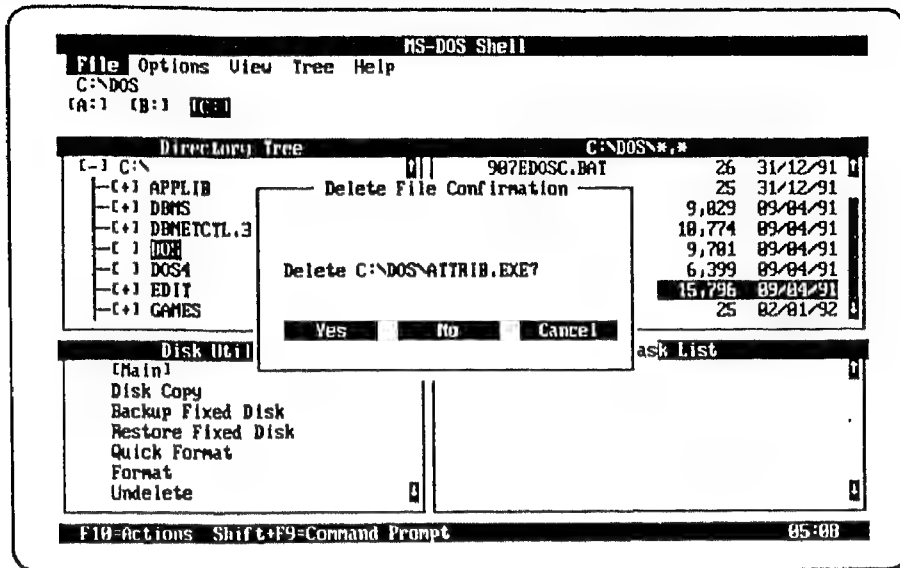 MS-DOS Shell
File Options View Tree Help
C:\DOS
[A:] [B:] [C:]
Directory Tree
C:\DOS\*.*
[-] C:\
[+] APPLIB
[+] DBMS
[+] DBMETCTL.3
[ ] DOS
[ ] DOS4
[+] EDIT
[+] GAMES
907EDOSC.BAT 26 31/12/91
25 31/12/91
9,029 09/04/91
10,774 09/04/91
9,701 09/04/91
6,399 09/04/91
15,796 09/04/91
25 02/01/92
Delete File Confirmation
Delete C:\DOS\ATTRIB.EXE?
Yes No Cancel
Disk Util
ask List
[Main]
Disk Copy
Backup Fixed Disk
Restore Fixed Disk
Quick Format
Format
Undelete
F10=Actions Shift+F9=Command Prompt 05:08